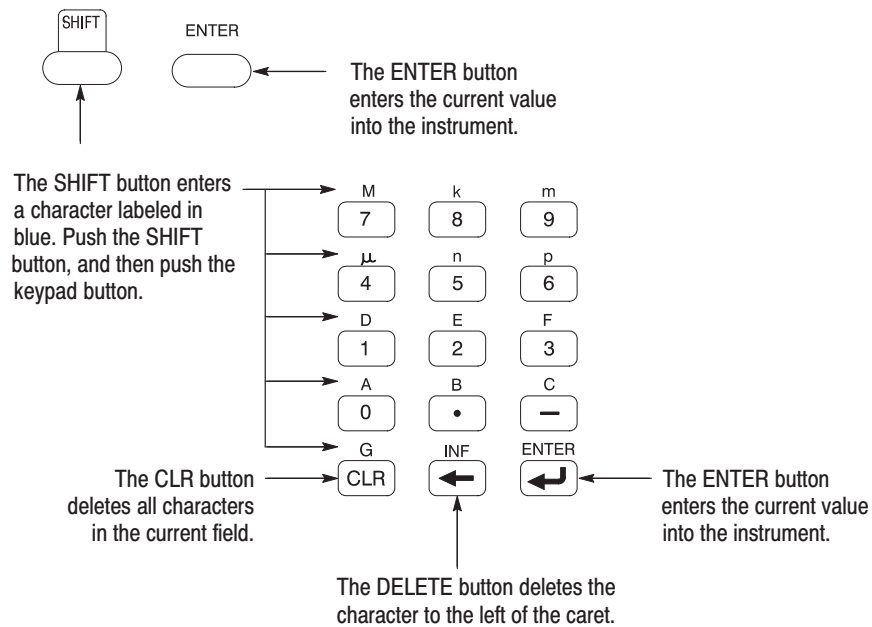 SHIFT
ENTER
The ENTER button
enters the current value
into the instrument.
The SHIFT button enters
a character labeled in
blue. Push the SHIFT
button, and then push the
keypad button.
M k m
7 8 9
µ n p
4 5 6
D E F
1 2 3
A B C
0 • —
G INF ENTER
CLR
The CLR button
deletes all characters
in the current field.
The ENTER button
enters the current value
into the instrument.
The DELETE button deletes the
character to the left of the caret.